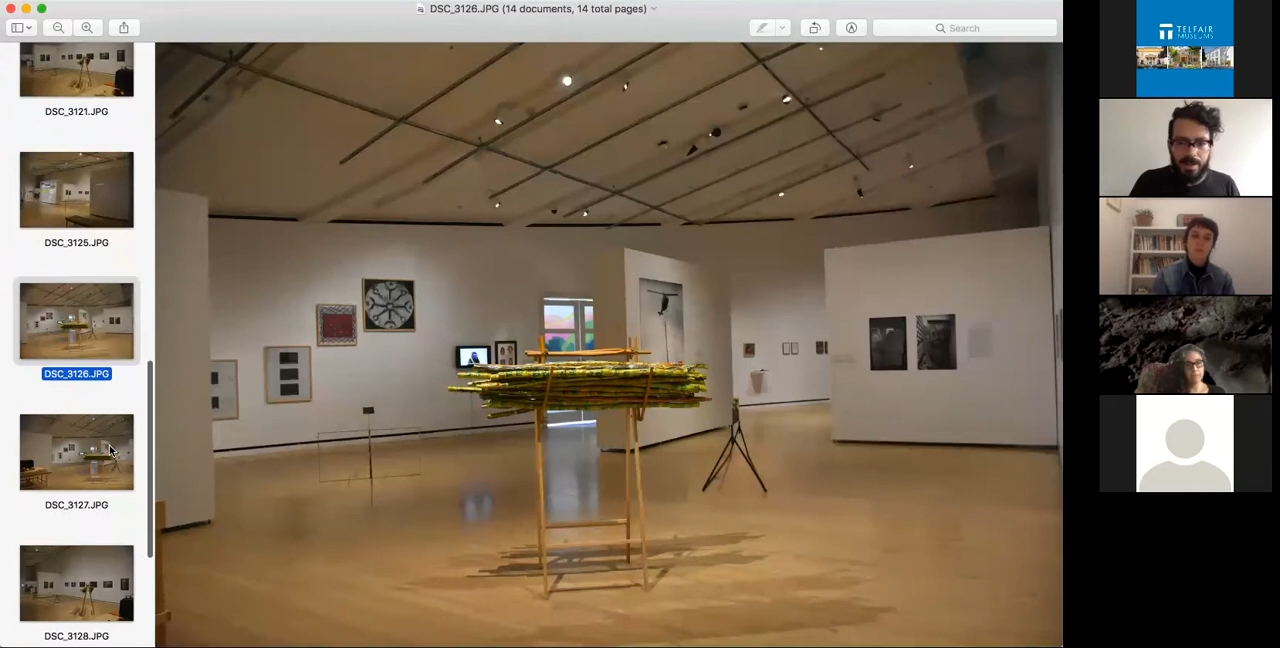 DSC_3126.JPG (14 documents, 14 total pages)
Search
DSC_3121.JPG
DSC_3125.JPG
DSC_3126.JPG
DSC_3127.JPG
DSC_3128.JPG
TELFAIR
MUSEUMS